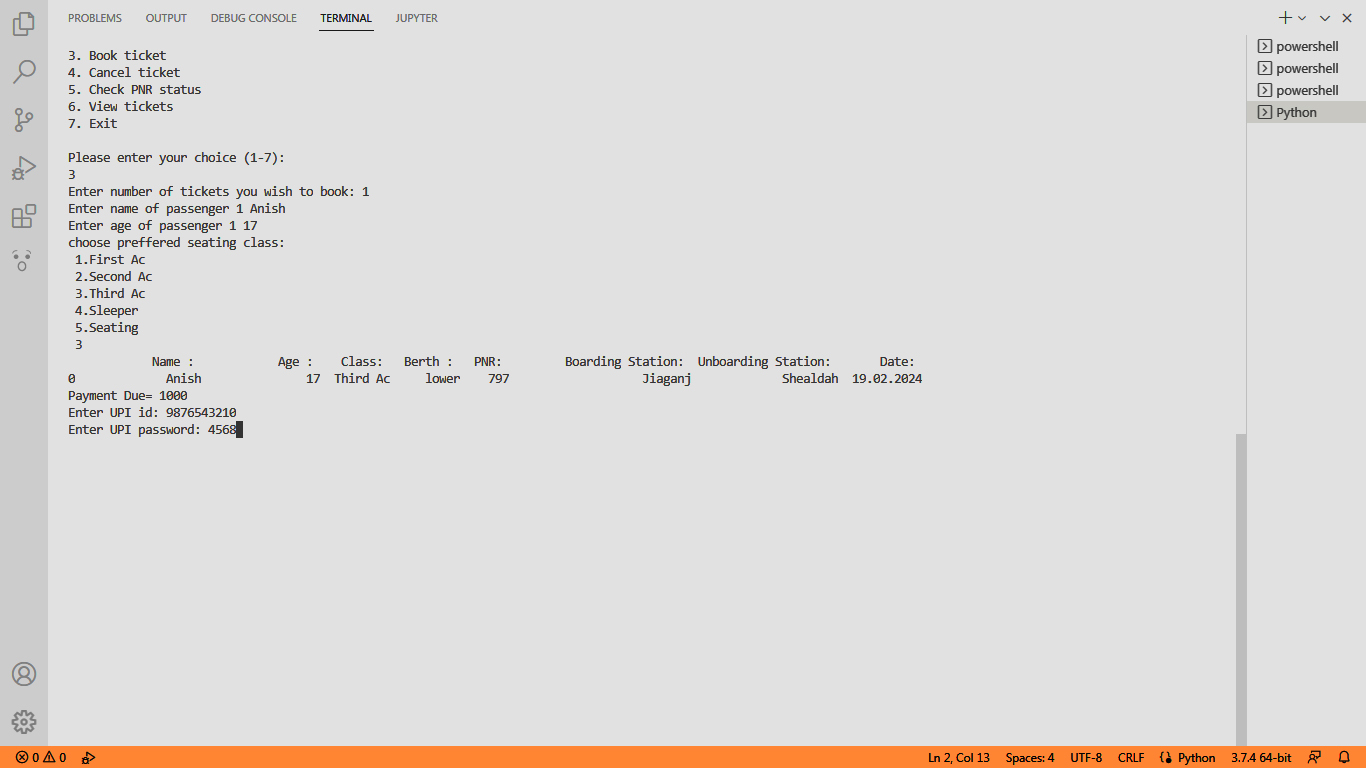 PROBLEMS OUTPUT DEBUG CONSOLE TERMINAL JUPYTER
3. Book ticket
4. Cancel ticket
5. Check PNR status
6. View tickets
7. Exit
Please enter your choice (1-7):
3
Enter number of tickets you wish to book: 1
Enter name of passenger 1 Anish
Enter age of passenger 1 17
choose preffered seating class:
1.First Ac
2.Second Ac
3.Third Ac
4.Sleeper
5.Seating
3
Name : Age : Class: Berth : PNR: Boarding Station: Unboarding Station: Date:
0 Anish 17 Third Ac lower 797 Jiaganj Shealdah 19.02.2024
Payment Due= 1000
Enter UPI id: 9876543210
Enter UPI password: 4568
powershell
powershell
powershell
Python
0 0 Ln 2, Col 13 Spaces: 4 UTF-8 CRLF Python 3.7.4 64-bit